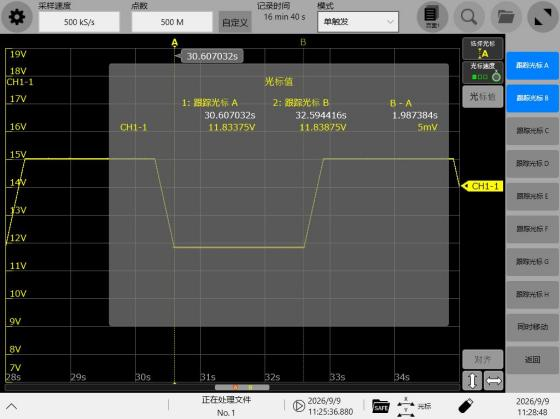 采样速度
点数
记录时间
模式
500 kS/s
500 M
自定义
16 min 40 s
单触发
A
B
30.607032s
19V
18V
CH1-1
17V
16V
15V
14V
13V
12V
11V
10V
9V
8V
7V
光标值
1: 跟踪光标 A
2: 跟踪光标 B
B - A
30.607032s
32.594416s
1.987384s
CH1-1
11.83375V
11.83875V
5mV
CH1-1
28s
29s
30s
31s
32s
33s
34s
A B
选择光标
A
光标速度
光标值
对齐
跟踪光标 A
跟踪光标 B
跟踪光标 C
跟踪光标 D
跟踪光标 E
跟踪光标 F
跟踪光标 G
跟踪光标 H
同时移动
返回
正在处理文件
No. 1
2026/9/9
11:25:36.880
SAFE
X
Y
光标
2026/9/9
11:28:48